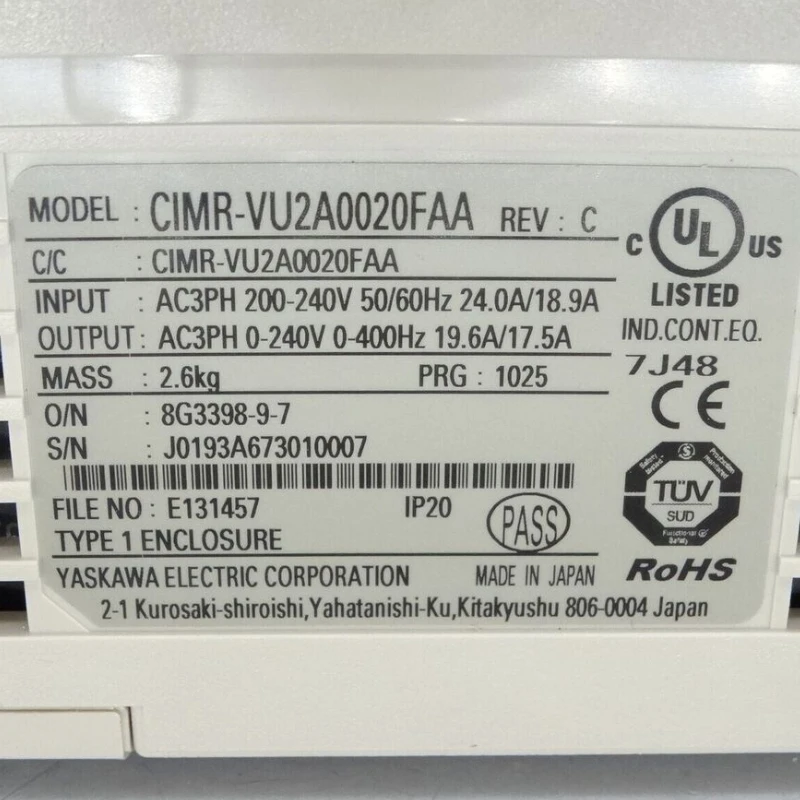 MODEL : CIMR-VU2A0020FAA REV : C
C/C : CIMR-VU2A0020FAA
INPUT : AC3PH 200-240V 50/60Hz 24.0A/18.9A
OUTPUT : AC3PH 0-240V 0-400Hz 19.6A/17.5A
MASS : 2.6kg PRG : 1025
O/N : 8G3398-9-7
S/N : J0193A673010007
FILE NO : E131457 IP20 PASS
TYPE 1 ENCLOSURE
YASKAWA ELECTRIC CORPORATION MADE IN JAPAN
2-1 Kurosaki-shiroishi,Yahatanishi-Ku,Kitakyushu 806-0004 Japan
C UL US
LISTED
IND.CONT.EQ.
7J48
CE
TÜV
SUD
Functional
Safety
RoHS